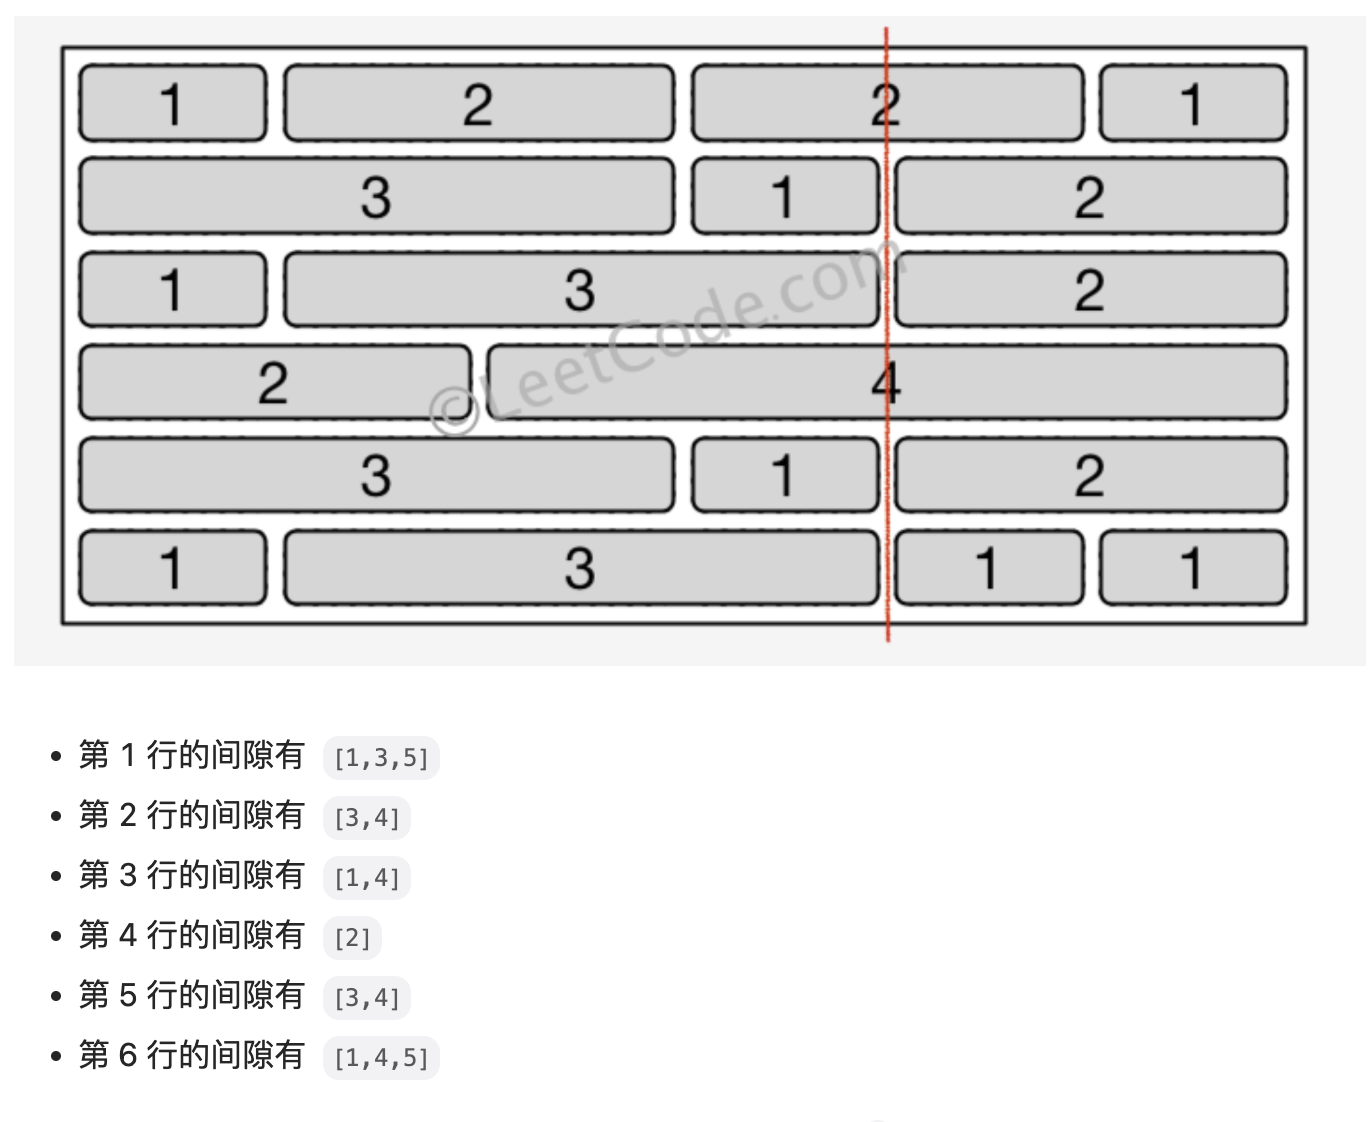 1 2 2 1
3 1 2
1 3 2
2 4
3 1 2
1 3 1 1
©LeetCode.com
第 1 行的间隙有 [1,3,5]
第 2 行的间隙有 [3,4]
第 3 行的间隙有 [1,4]
第 4 行的间隙有 [2]
第 5 行的间隙有 [3,4]
第 6 行的间隙有 [1,4,5]